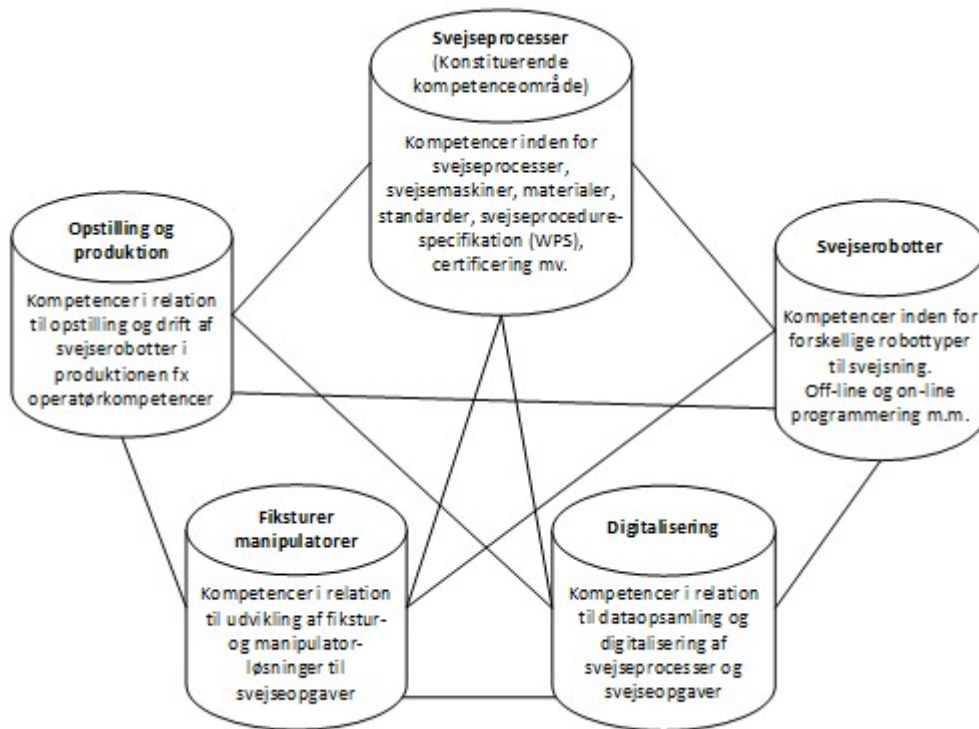 Svejseprocesser
(Konstituerende
kompetenceområde)
Kompetencer inden for
svejseprocesser,
svejsemaskiner, materialer,
standarder, svejseprocedure-
specifikation (WPS),
certificering mv.
Opstilling og
produktion
Kompetencer i relation
til opstilling og drift af
svejserobotter i
produktionen fx
operatørkompetencer
Svejserobotter
Kompetencer inden for
forskellige robottyper
til svejsning.
Off-line og on-line
programmering m.m.
Fiksturer
manipulatorer
Kompetencer i relation
til udvikling af fikstur-
og manipulator-
løsninger til
svejseopgaver
Digitalisering
Kompetencer i relation
til dataopsamling og
digitalisering af
svejseprocesser og
svejseopgaver